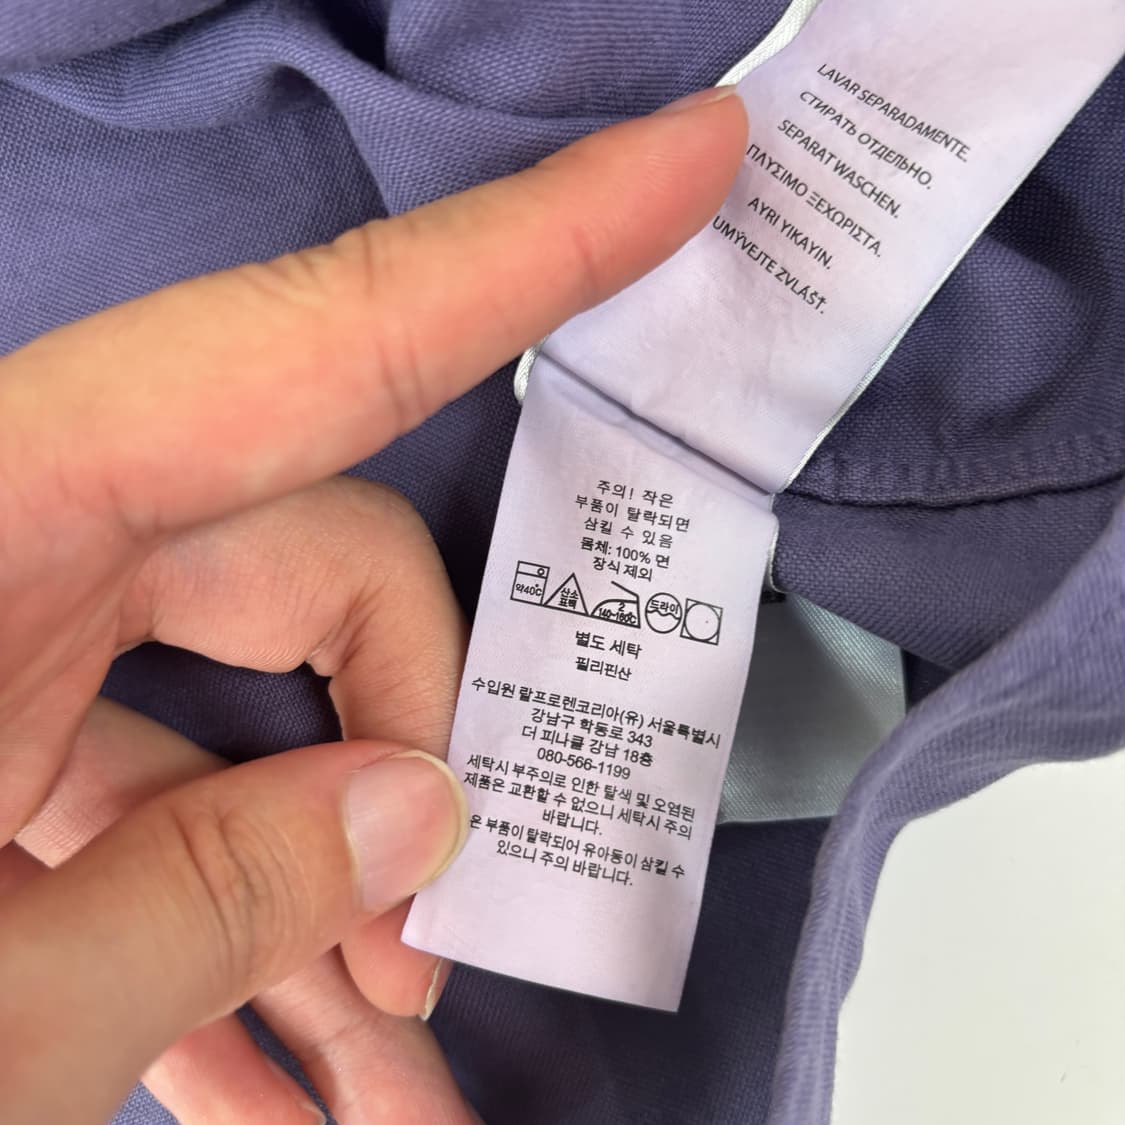 LAVAR SEPARADAMENTE.
СТИРАТЬ ОТДЕЛЬНО.
SEPARAT WASCHEN.
ΠΛΥΣΙΜΟ ΞΕΧΩΡΙΣΤΑ.
AYRI YIKAYIN.
UMÝVEJTE ZVLÁŠŤ.
주의! 작은
부품이 탈락되면
삼킬 수 있음
몸체: 100% 면
장식 제외
약40℃ 산소 표백 2 140~160℃ 드라이
별도 세탁
필리핀산
수입원 랄프로렌코리아(유) 서울특별시
강남구 학동로 343
더 피나클 강남 18층
080-566-1199
세탁시 부주의로 인한 탈색 및 오염된
제품은 교환할 수 없으니 세탁시 주의
바랍니다.
은 부품이 탈락되어 유아동이 삼킬 수
있으니 주의 바랍니다.